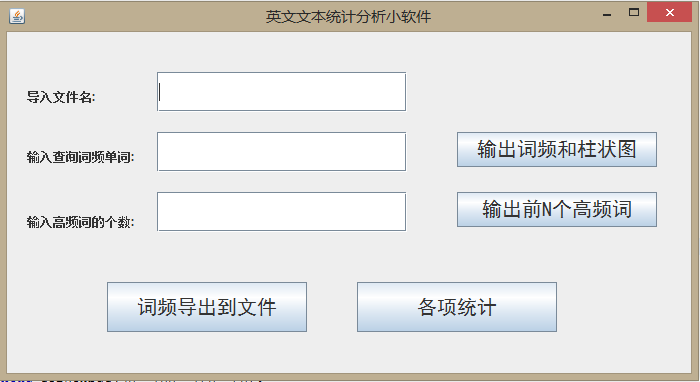 英文文本统计分析小软件
导入文件名:
输入查询词频单词:
输出词频和柱状图
输入高频词的个数:
输出前N个高频词
词频导出到文件
各项统计